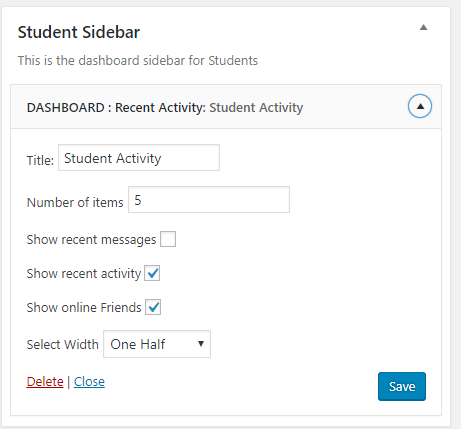 Student Sidebar
This is the dashboard sidebar for Students
DASHBOARD : Recent Activity: Student Activity
Title: Student Activity
Number of items 5
Show recent messages
Show recent activity
Show online Friends
Select Width One Half
Delete | Close
Save